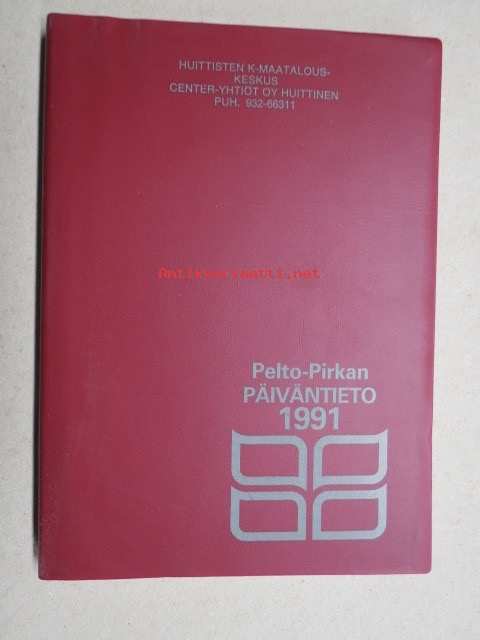 HUITTISTEN K-MAATALOUS-
KESKUS
CENTER-YHTIÖT OY HUITTINEN
PUH. 932-66311
Antikvariaatti.net
Pelto-Pirkan
PÄIVÄNTIETO
1991